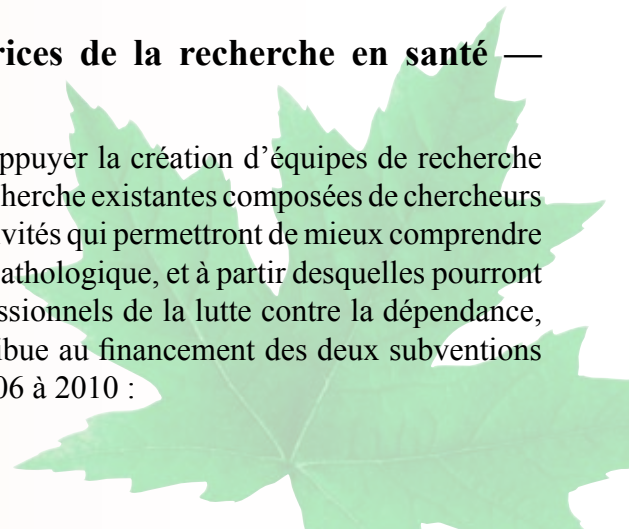 rices de la recherche en santé —
ppuyer la création d’équipes de recherche
cherche existantes composées de chercheurs
ivités qui permettront de mieux comprendre
athologique, et à partir desquelles pourront
ssionnels de la lutte contre la dépendance,
ibue au financement des deux subventions
06 à 2010 :